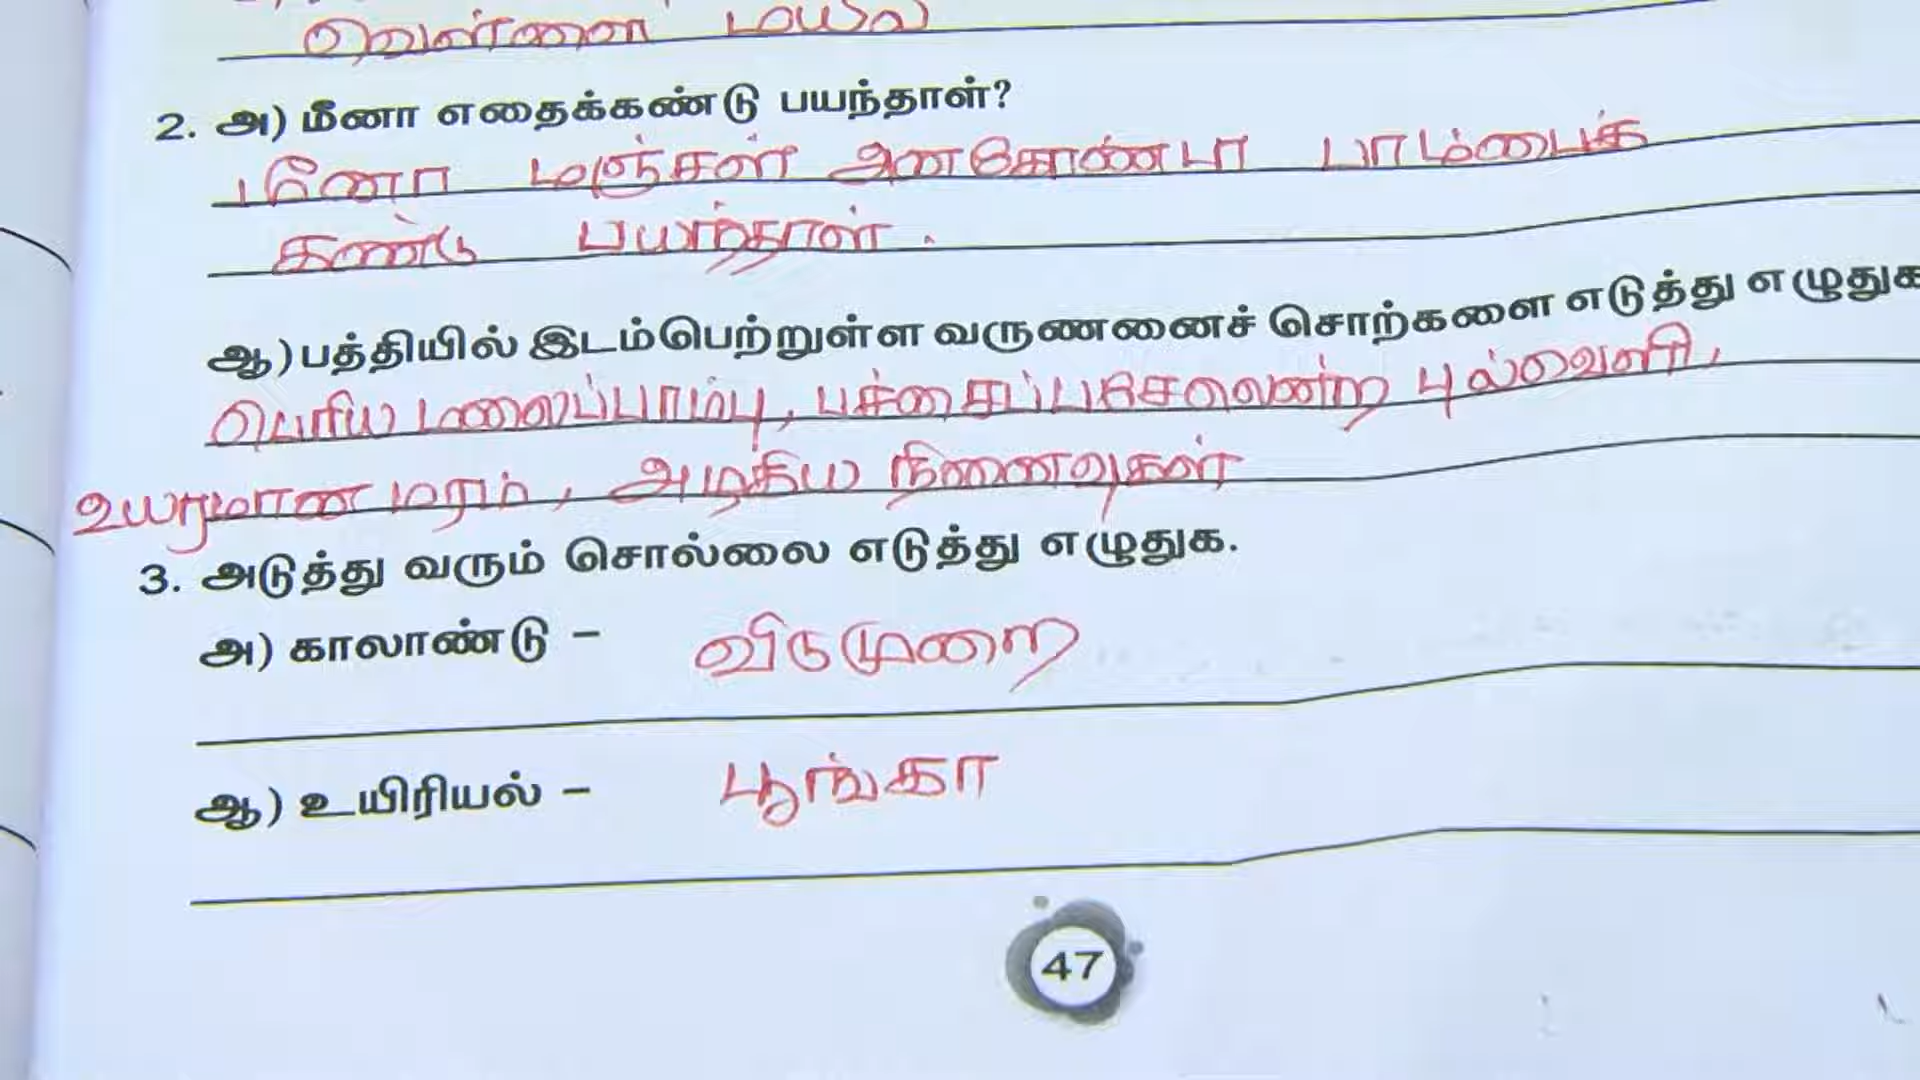 வெள்ளை மயில்
2. அ) மீனா எதைக்கண்டு பயந்தாள்?
மீனா மஞ்சள் அனகோண்டா பாம்பைக்
கண்டு பயந்தாள்.
ஆ) பத்தியில் இடம்பெற்றுள்ள வருணனைச் சொற்களை எடுத்து எழுதுக
பெரிய மலைப்பாம்பு, பச்சைப்பசேலென்ற புல்வெளி,
உயரமான மரம், அழகிய நினைவுகள்
3. அடுத்து வரும் சொல்லை எடுத்து எழுதுக.
அ) காலாண்டு – விடுமுறை
ஆ) உயிரியல் – பூங்கா
47